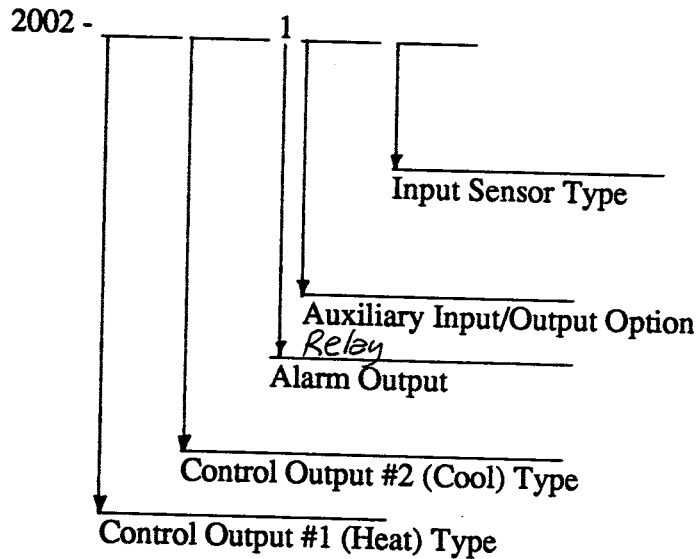 2002 - 1
Input Sensor Type
Auxiliary Input/Output Option
Relay
Alarm Output
Control Output #2 (Cool) Type
Control Output #1 (Heat) Type